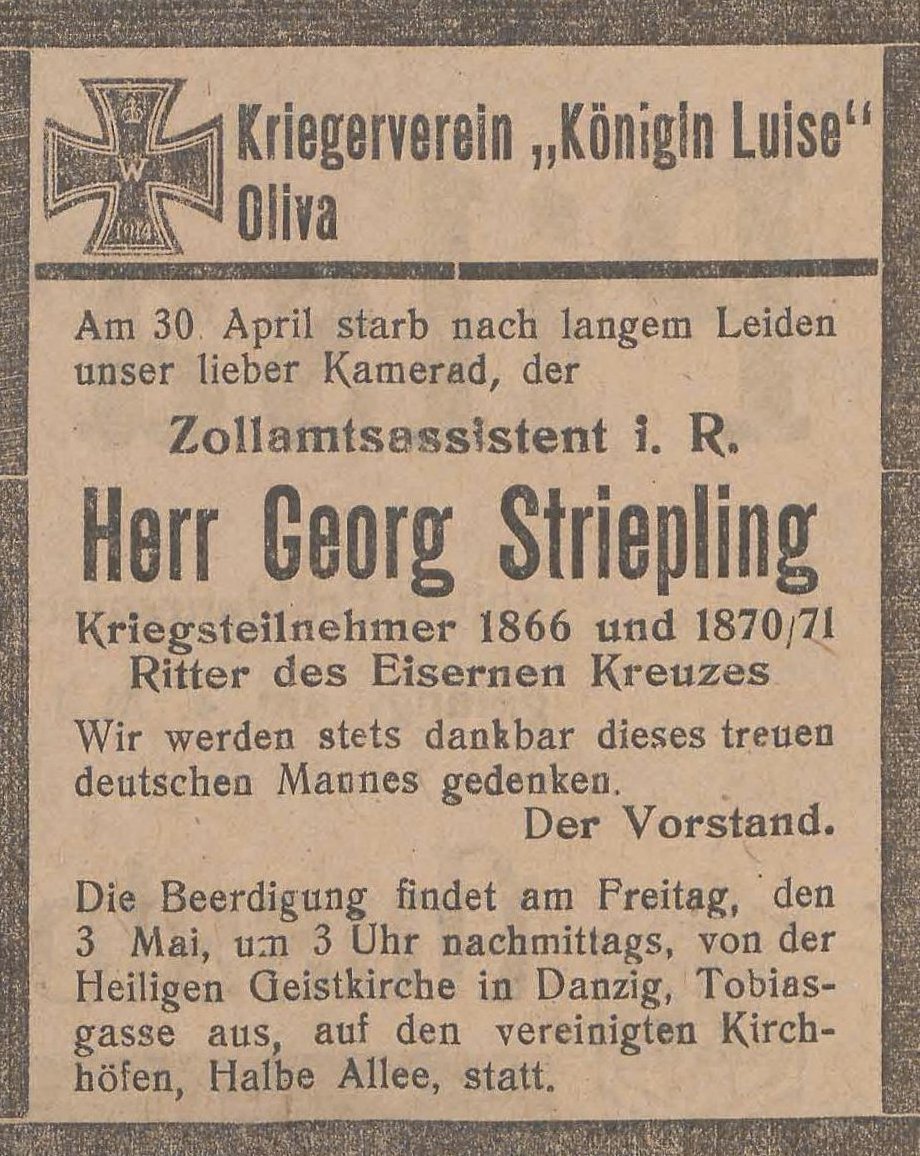 W
1914
Kriegerverein „Königin Luise“
Oliva
Am 30. April starb nach langem Leiden
unser lieber Kamerad, der
Zollamtsassistent i. R.
Herr Georg Striepling
Kriegsteilnehmer 1866 und 1870/71
Ritter des Eisernen Kreuzes
Wir werden stets dankbar dieses treuen
deutschen Mannes gedenken.
Der Vorstand.
Die Beerdigung findet am Freitag, den
3 Mai, um 3 Uhr nachmittags, von der
Heiligen Geistkirche in Danzig, Tobias-
gasse aus, auf den vereinigten Kirch-
höfen, Halbe Allee, statt.